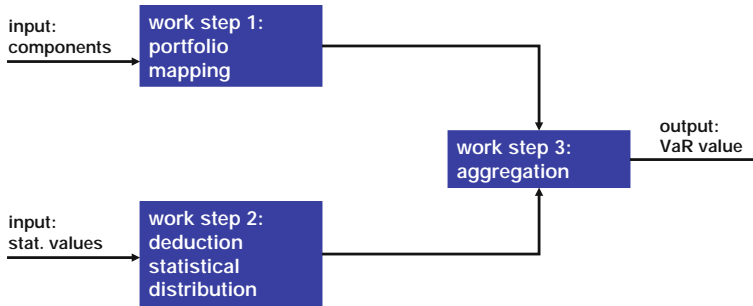 input:
components
work step 1:
portfolio
mapping
work step 3:
aggregation
output:
VaR value
input:
stat. values
work step 2:
deduction
statistical
distribution